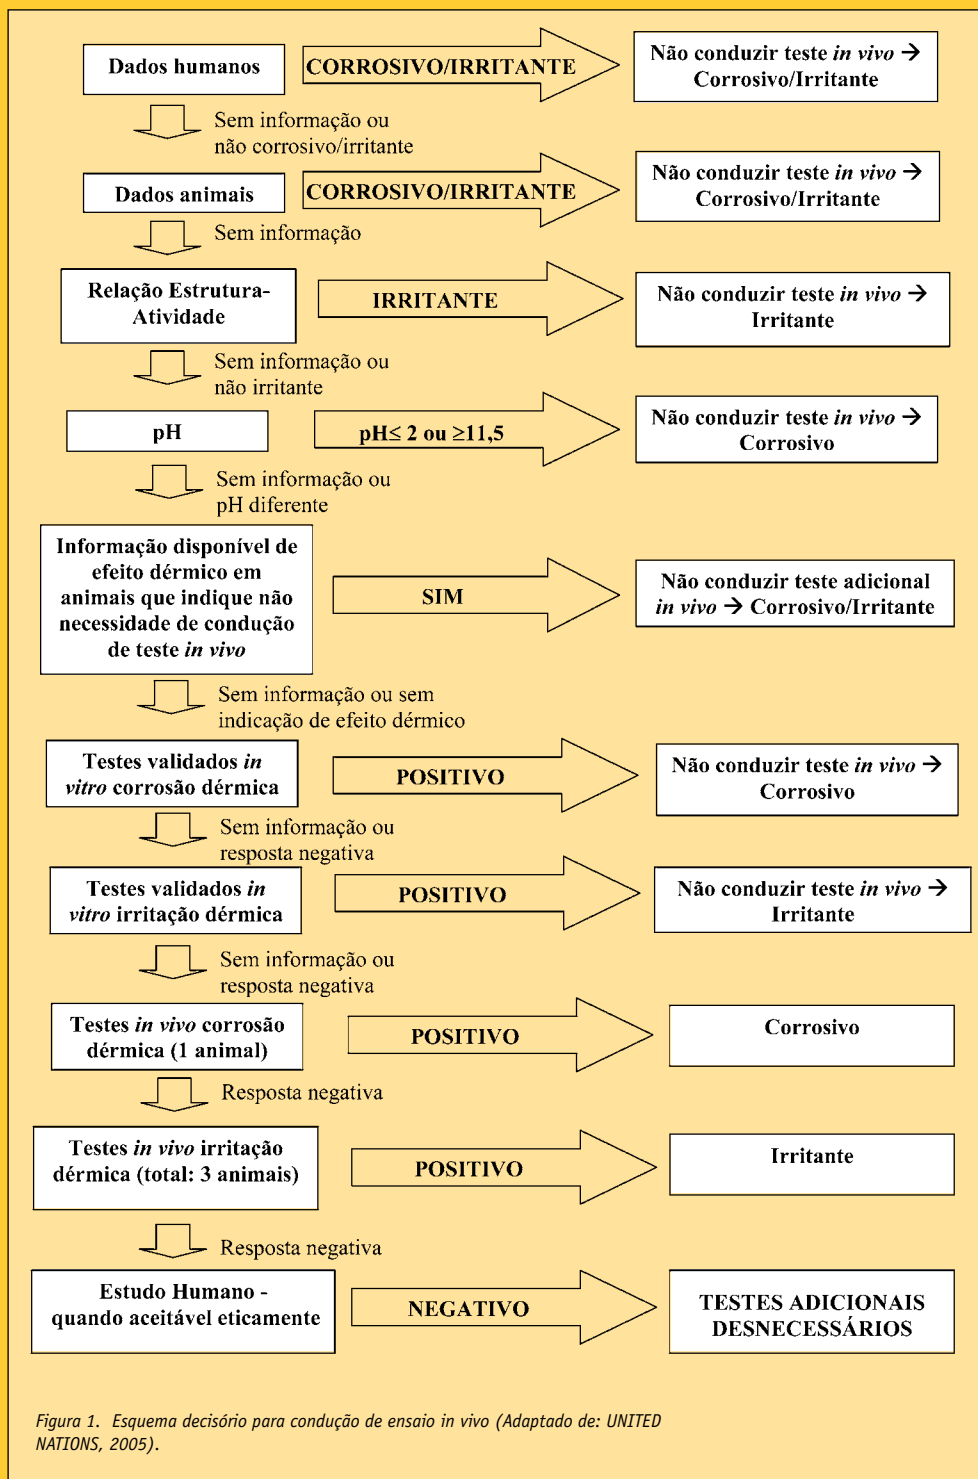 Dados humanos
CORROSIVO/IRRITANTE
Não conduzir teste in vivo →
Corrosivo/Irritante
Sem informação ou
não corrosivo/irritante
Dados animais
CORROSIVO/IRRITANTE
Não conduzir teste in vivo →
Corrosivo/Irritante
Sem informação
Relação Estrutura-
Atividade
IRRITANTE
Não conduzir teste in vivo →
Irritante
Sem informação ou
não irritante
pH
pH≤ 2 ou ≥11,5
Não conduzir teste in vivo →
Corrosivo
Sem informação ou
pH diferente
Informação disponível de
efeito dérmico em
animais que indique não
necessidade de condução
de teste in vivo
SIM
Não conduzir teste adicional
in vivo → Corrosivo/Irritante
Sem informação ou sem
indicação de efeito dérmico
Testes validados in
vitro corrosão dérmica
POSITIVO
Não conduzir teste in vivo →
Corrosivo
Sem informação ou
resposta negativa
Testes validados in
vitro irritação dérmica
POSITIVO
Não conduzir teste in vivo →
Irritante
Sem informação ou
resposta negativa
Testes in vivo corrosão
dérmica (1 animal)
POSITIVO
Corrosivo
Resposta negativa
Testes in vivo irritação
dérmica (total: 3 animais)
POSITIVO
Irritante
Resposta negativa
Estudo Humano -
quando aceitável eticamente
NEGATIVO
TESTES ADICIONAIS
DESNECESSÁRIOS
Figura 1. Esquema decisório para condução de ensaio in vivo (Adaptado de: UNITED
NATIONS, 2005).